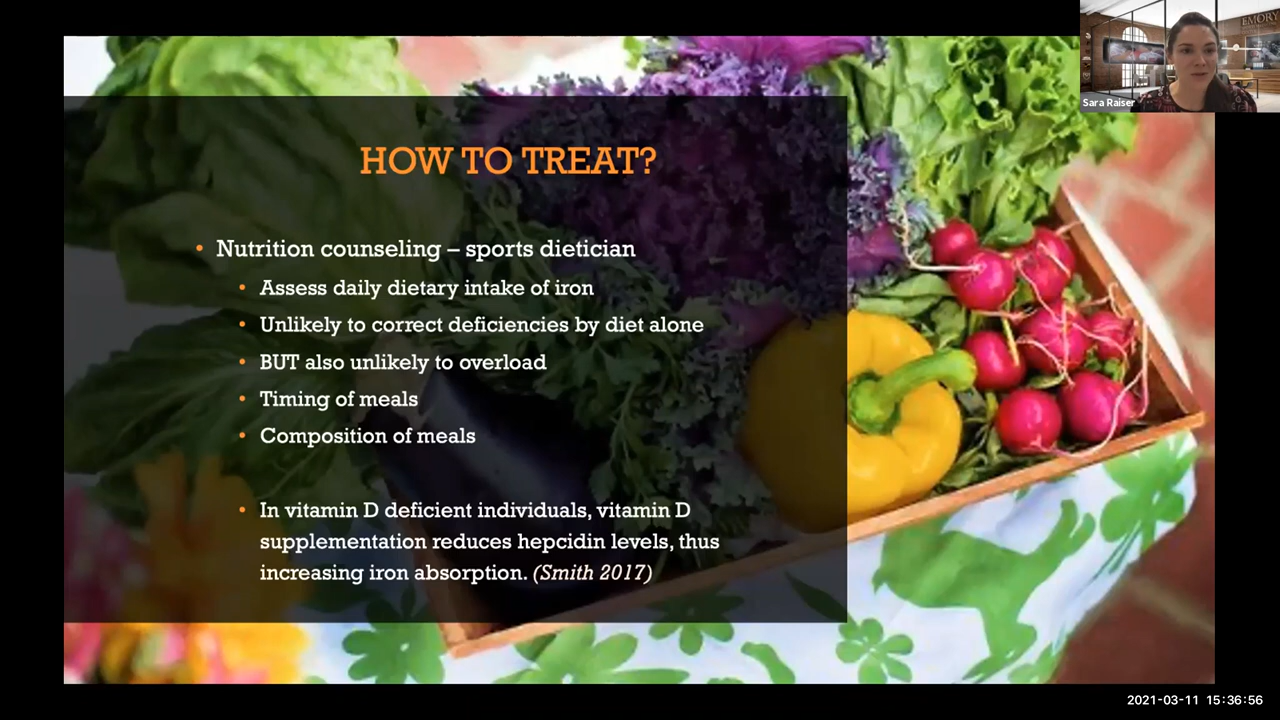 EMORY
Sara Raiser
HOW TO TREAT?
• Nutrition counseling – sports dietician
• Assess daily dietary intake of iron
• Unlikely to correct deficiencies by diet alone
• BUT also unlikely to overload
• Timing of meals
• Composition of meals
• In vitamin D deficient individuals, vitamin D
supplementation reduces hepcidin levels, thus
increasing iron absorption. (Smith 2017)
2021-03-11 15:36:56